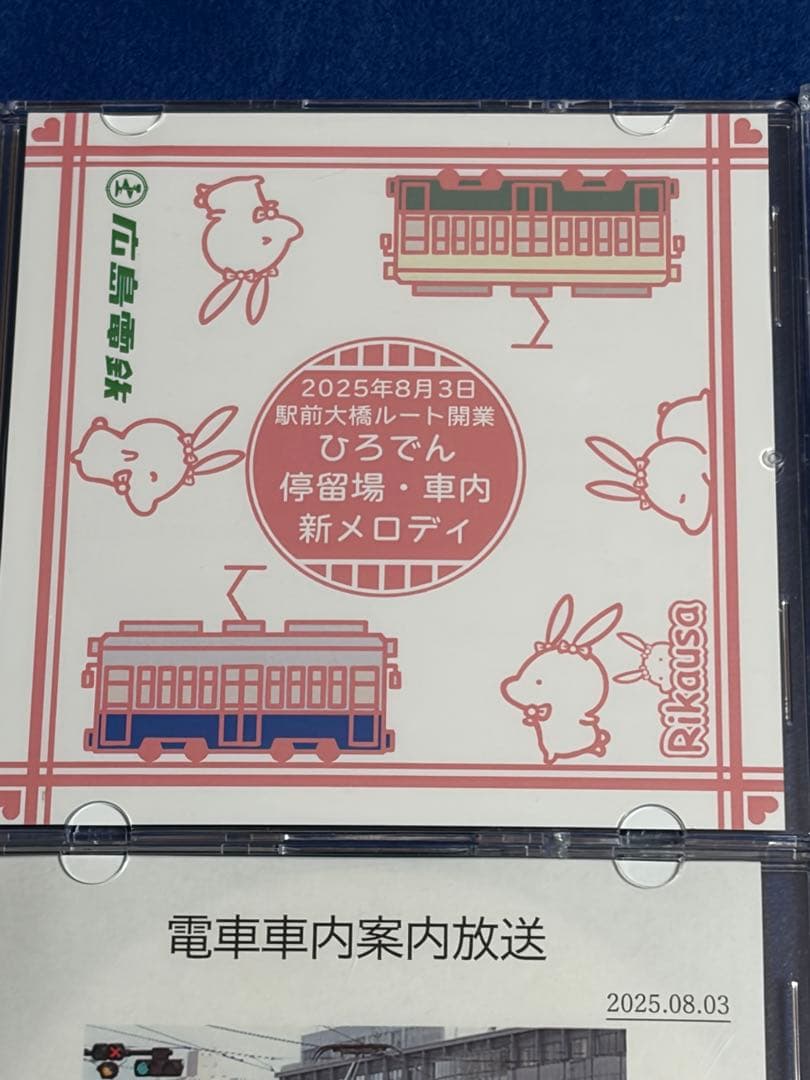 広島電鉄
2025年8月3日
駅前大橋ルート開業
ひろでん
停留場・車内
新メロディ
Rikausa
電車車内案内放送
2025.08.03